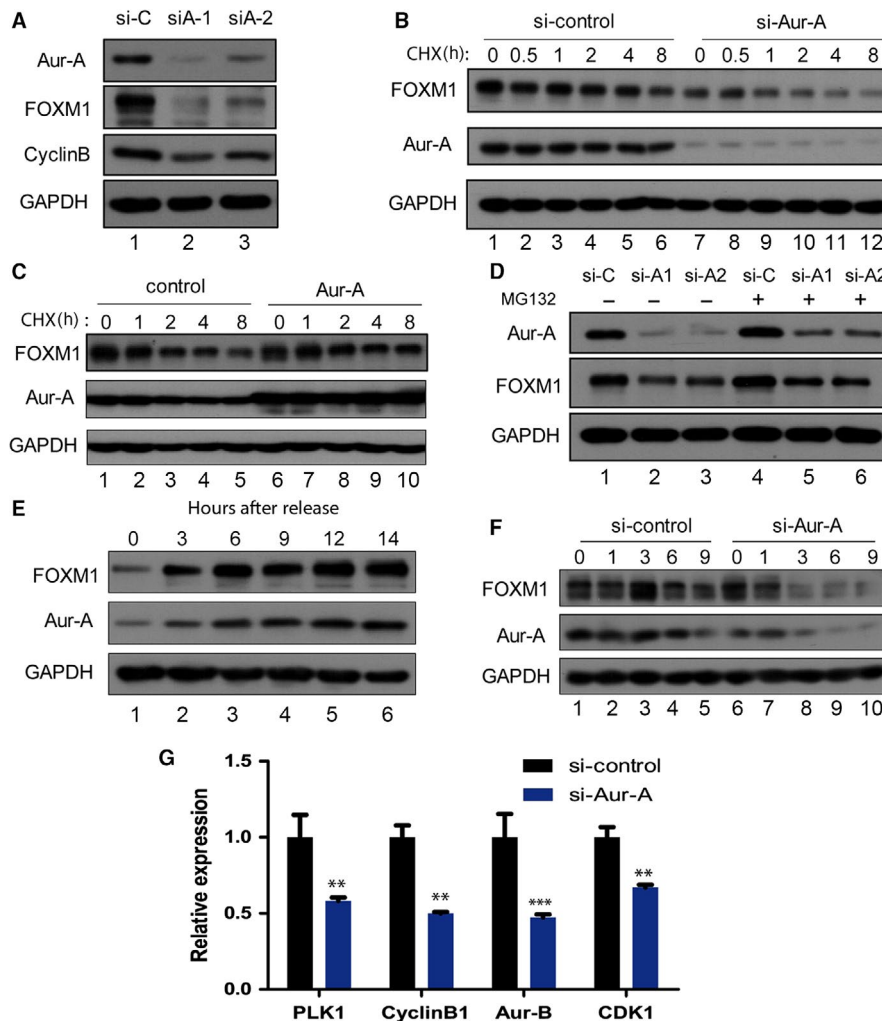 A
si-C siA-1 siA-2
Aur-A
FOXM1
CyclinB
GAPDH
1 2 3
B
si-control si-Aur-A
CHX(h): 0 0.5 1 2 4 8 0 0.5 1 2 4 8
FOXM1
Aur-A
GAPDH
1 2 3 4 5 6 7 8 9 10 11 12
C
control Aur-A
CHX(h) : 0 1 2 4 8 0 1 2 4 8
FOXM1
Aur-A
GAPDH
1 2 3 4 5 6 7 8 9 10
D
si-C si-A1 si-A2 si-C si-A1 si-A2
MG132 – – – + + +
Aur-A
FOXM1
GAPDH
1 2 3 4 5 6
E
Hours after release
0 3 6 9 12 14
FOXM1
Aur-A
GAPDH
1 2 3 4 5 6
F
si-control si-Aur-A
0 1 3 6 9 0 1 3 6 9
FOXM1
Aur-A
GAPDH
1 2 3 4 5 6 7 8 9 10
G
Relative expression
1.5
1.0
0.5
0.0
si-control
si-Aur-A
** ** *** **
PLK1 CyclinB1 Aur-B CDK1